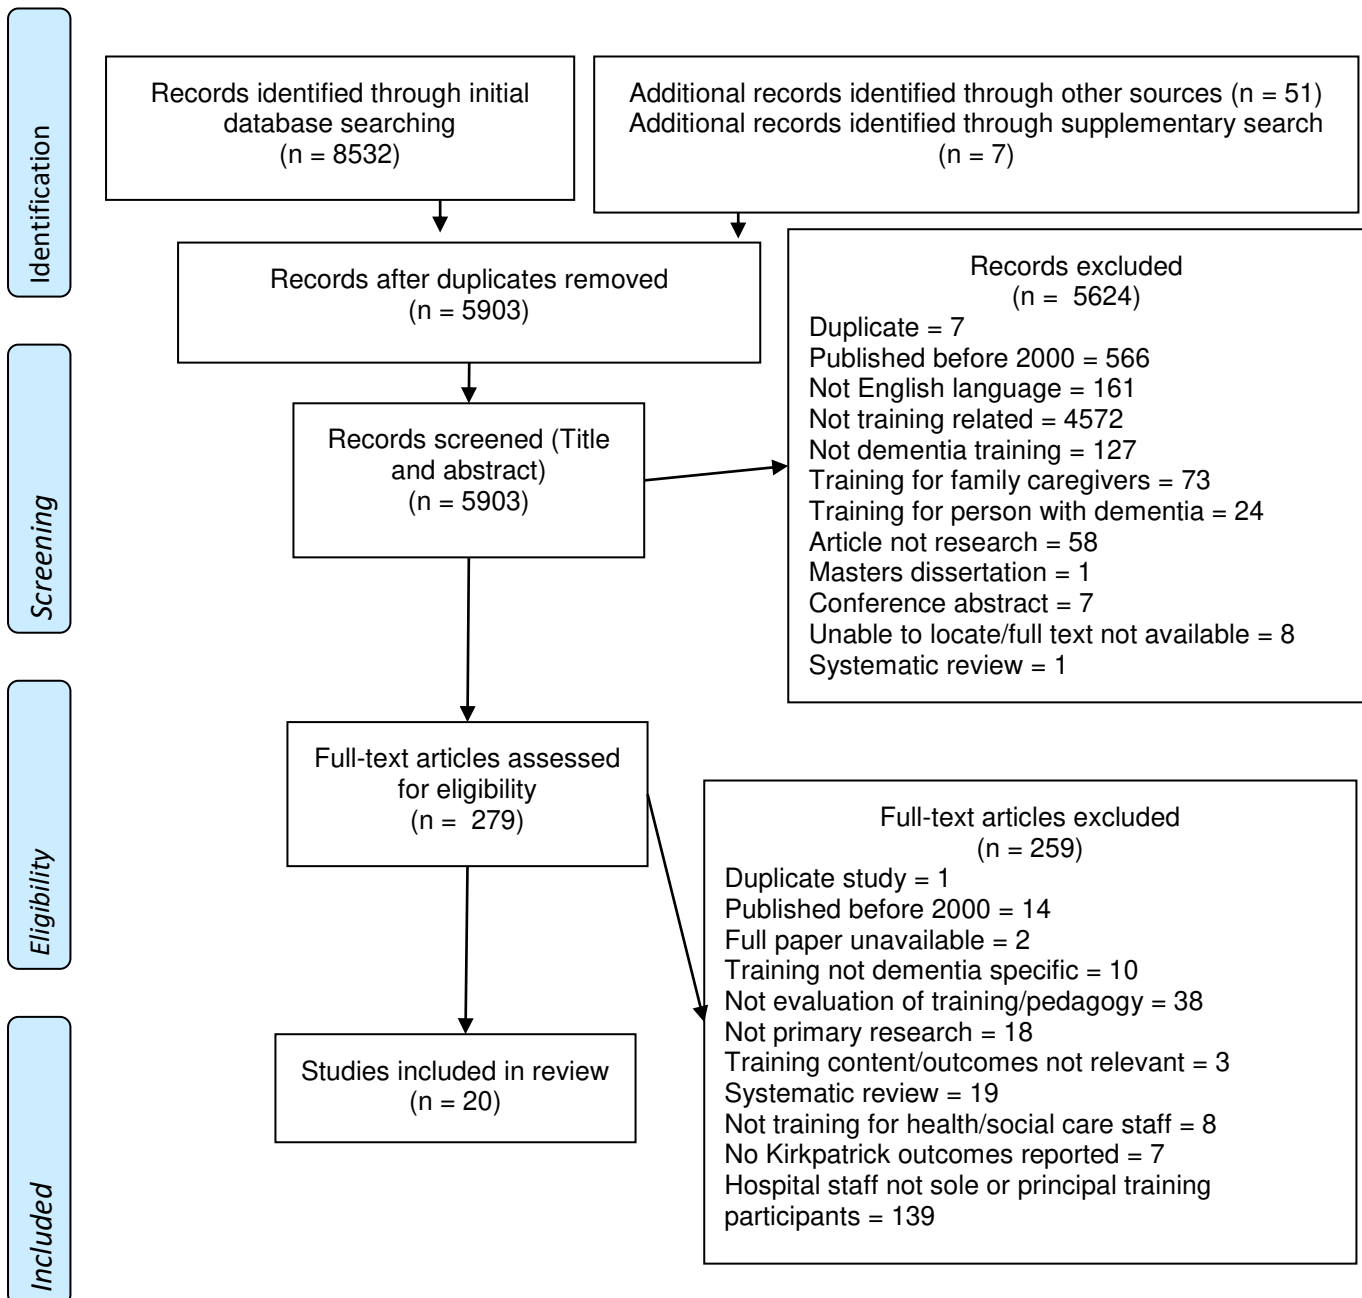 Identification
Records identified through initial
database searching
(n = 8532)
Additional records identified through other sources (n = 51)
Additional records identified through supplementary search
(n = 7)
Records after duplicates removed
(n = 5903)
Screening
Records screened (Title
and abstract)
(n = 5903)
Records excluded
(n =  5624)
Duplicate = 7
Published before 2000 = 566
Not English language = 161
Not training related = 4572
Not dementia training = 127
Training for family caregivers = 73
Training for person with dementia = 24
Article not research = 58
Masters dissertation = 1
Conference abstract = 7
Unable to locate/full text not available = 8
Systematic review = 1
Eligibility
Full-text articles assessed
for eligibility
(n =  279)
Full-text articles excluded
(n = 259)
Duplicate study = 1
Published before 2000 = 14
Full paper unavailable = 2
Training not dementia specific = 10
Not evaluation of training/pedagogy = 38
Not primary research = 18
Training content/outcomes not relevant = 3
Systematic review = 19
Not training for health/social care staff = 8
No Kirkpatrick outcomes reported = 7
Hospital staff not sole or principal training
participants = 139
Included
Studies included in review
(n = 20)